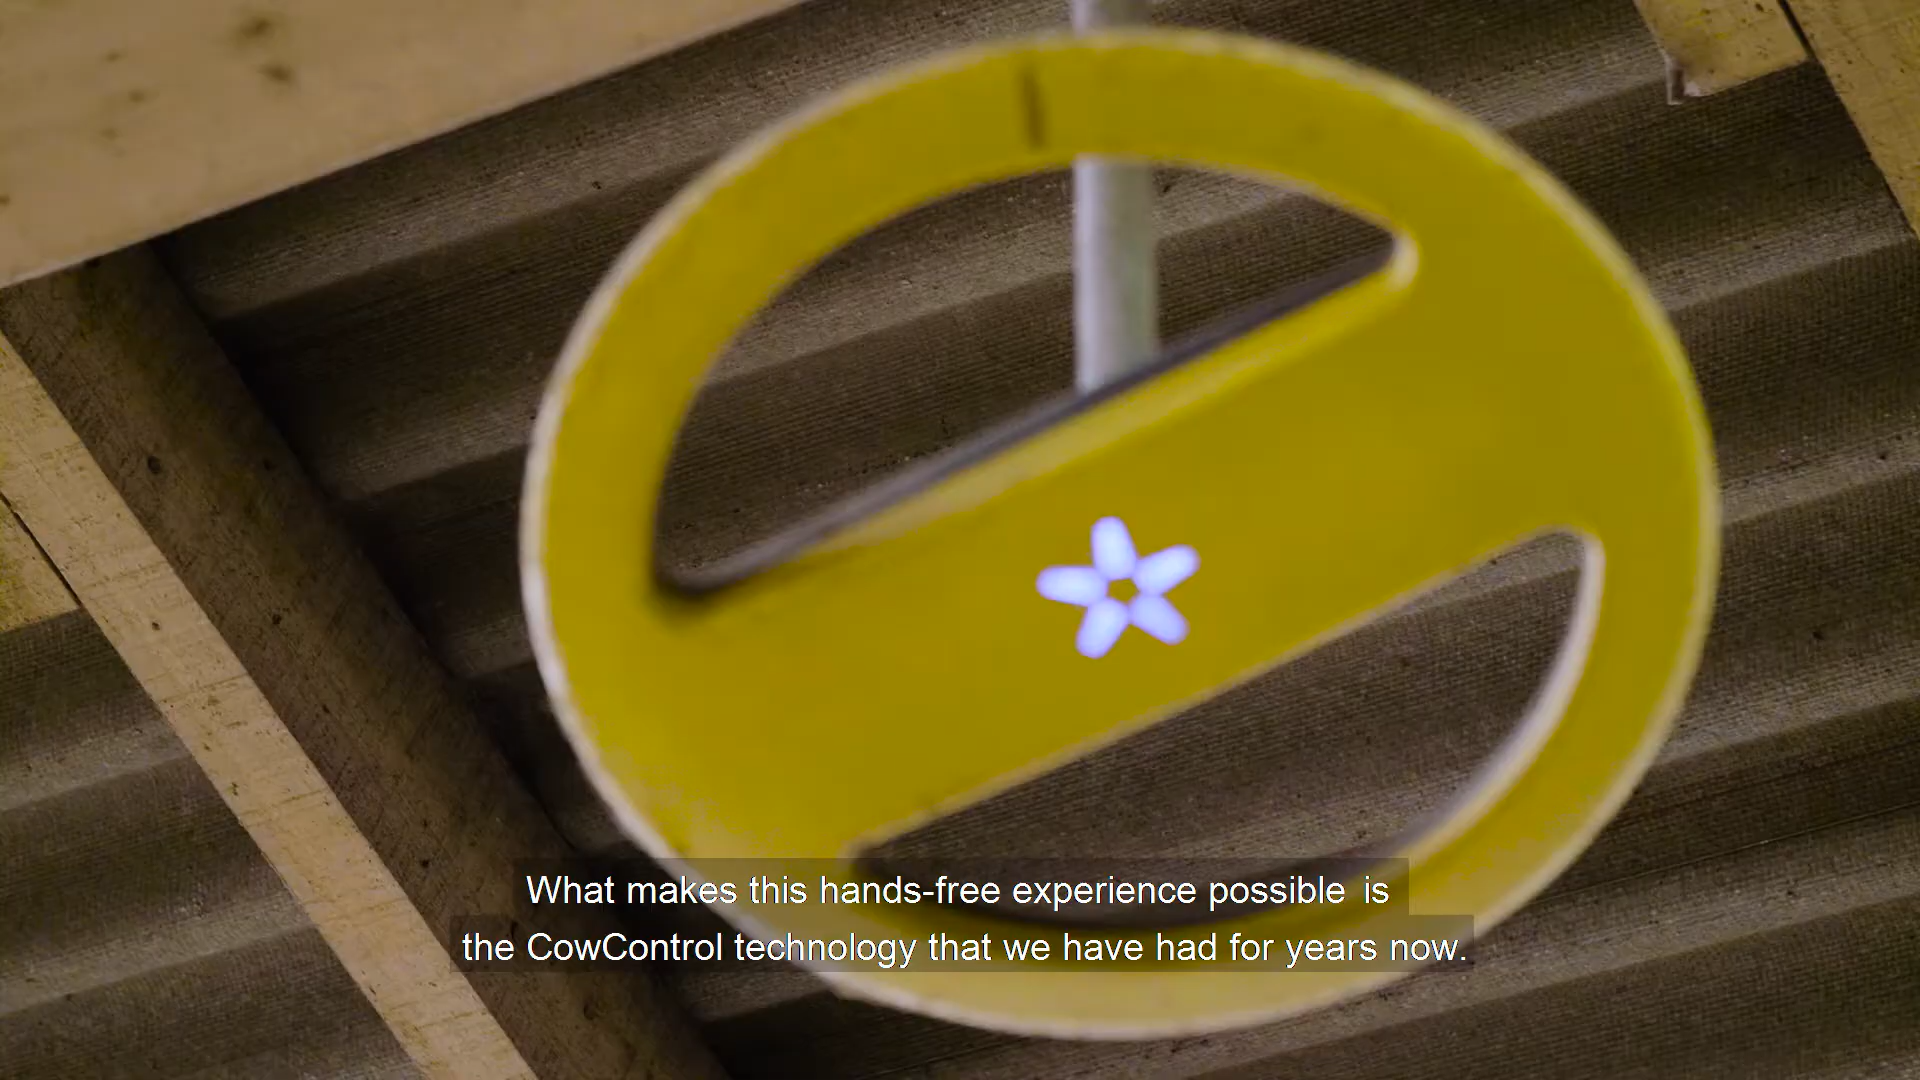 What makes this hands-free experience possible is
the CowControl technology that we have had for years now.